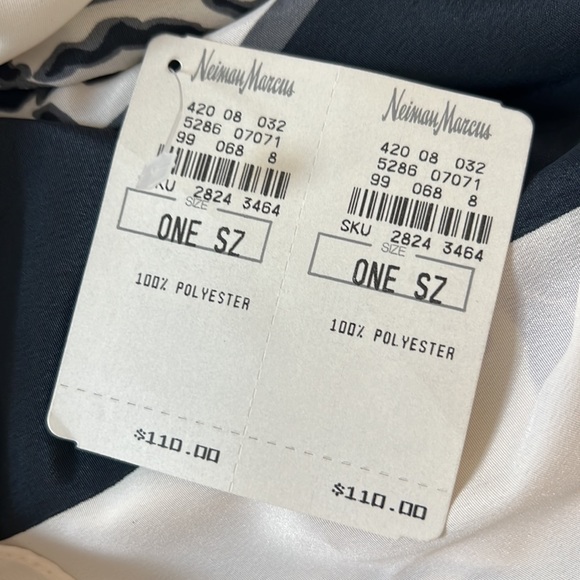 Neiman Marcus
420 08 032
5286 07071
99 068 8
KU 2824 3464
SIZE
ONE SZ
100% POLYESTER
$110.00
Neiman Marcus
420 08 032
5286 07071
99 068 8
SKU 2824 3464
SIZE
ONE SZ
100% POLYESTER
$110.00